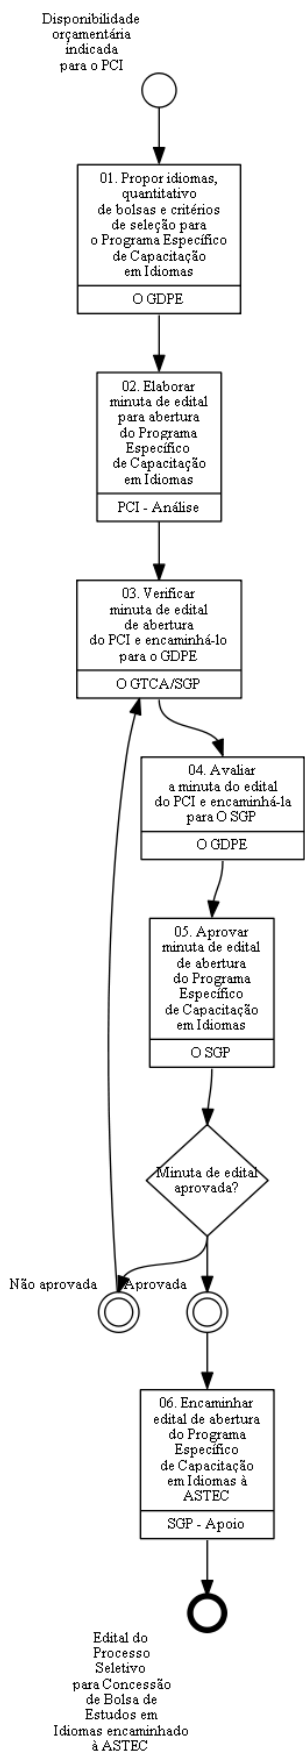 Disponibilidade
orçamentária
indicada
para o PCI
01. Propor idiomas,
quantitativo
de bolsas e critérios
de seleção para
o Programa Específico
de Capacitação
em Idiomas
O GDPE
02. Elaborar
minuta de edital
para abertura
do Programa
Específico
de Capacitação
em Idiomas
PCI - Análise
03. Verificar
minuta de edital
de abertura
do PCI e encaminhá-lo
para o GDPE
O GTCA/SGP
04. Avaliar
a minuta do edital
do PCI e encaminhá-la
para O SGP
O GDPE
05. Aprovar
minuta de edital
de abertura
do Programa
Específico
de Capacitação
em Idiomas
O SGP
Minuta de edital
aprovada?
Não aprovada
Aprovada
06. Encaminhar
edital de abertura
do Programa
Específico
de Capacitação
em Idiomas à
ASTEC
SGP - Apoio
Edital do
Processo
Seletivo
para Concessão
de Bolsa de
Estudos em
Idiomas encaminhado
à ASTEC